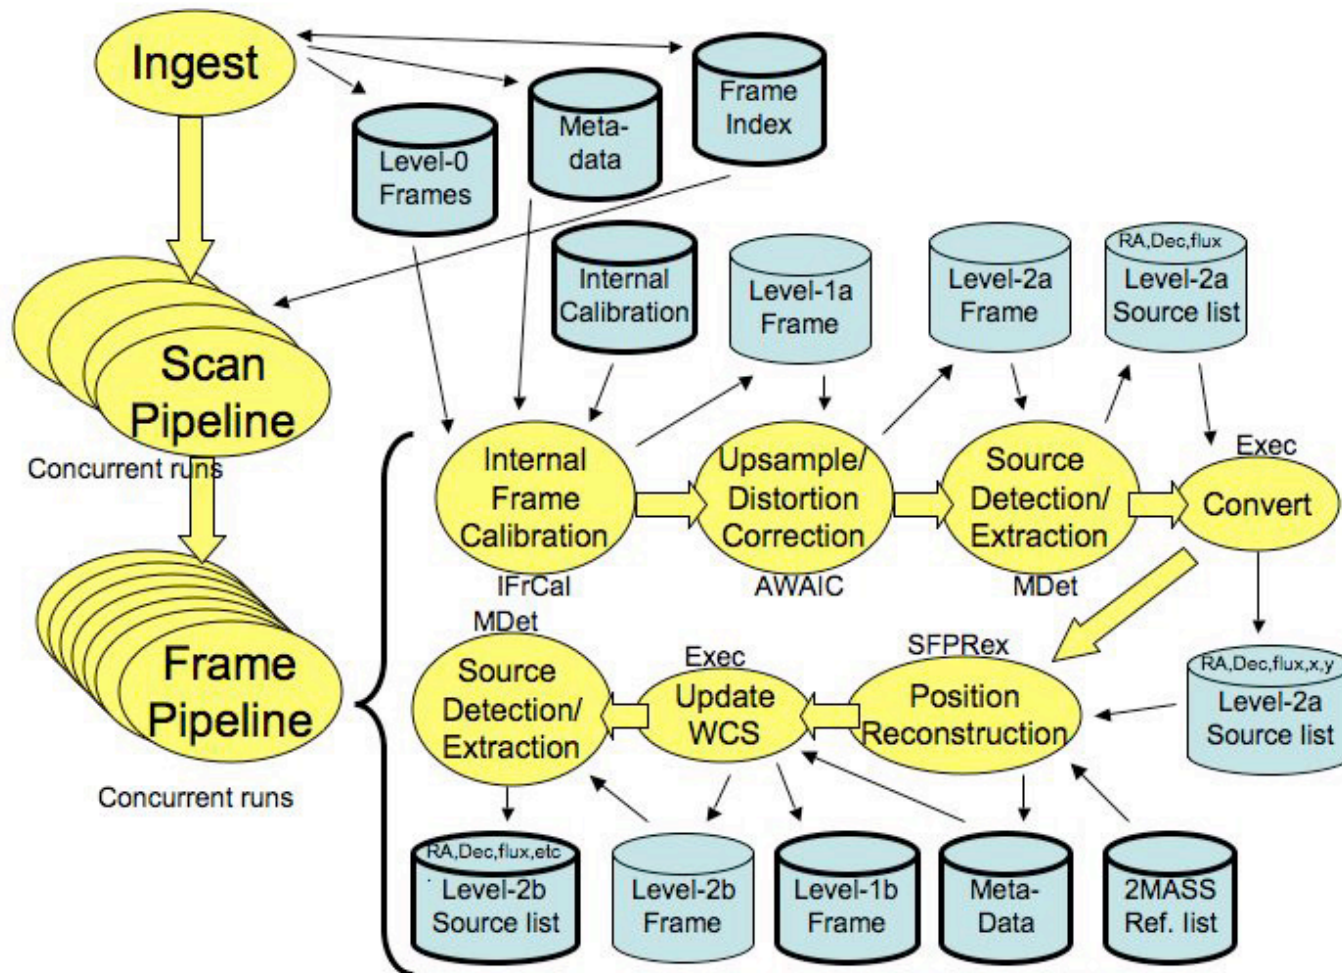 Ingest
Frame
Index
Meta-
data
Level-0
Frames
Internal
Calibration
Level-1a
Frame
Level-2a
Frame
RA,Dec,flux
Level-2a
Source list
Scan
Pipeline
Concurrent runs
Internal
Frame
Calibration
IFrCal
Upsample/
Distortion
Correction
AWAIC
Source
Detection/
Extraction
MDet
Exec
Convert
Frame
Pipeline
Concurrent runs
MDet
Source
Detection/
Extraction
Exec
Update
WCS
SFPRex
Position
Reconstruction
RA,Dec,flux,x,y
Level-2a
Source list
RA,Dec,flux,etc
Level-2b
Source list
Level-2b
Frame
Level-1b
Frame
Meta-
Data
2MASS
Ref. list